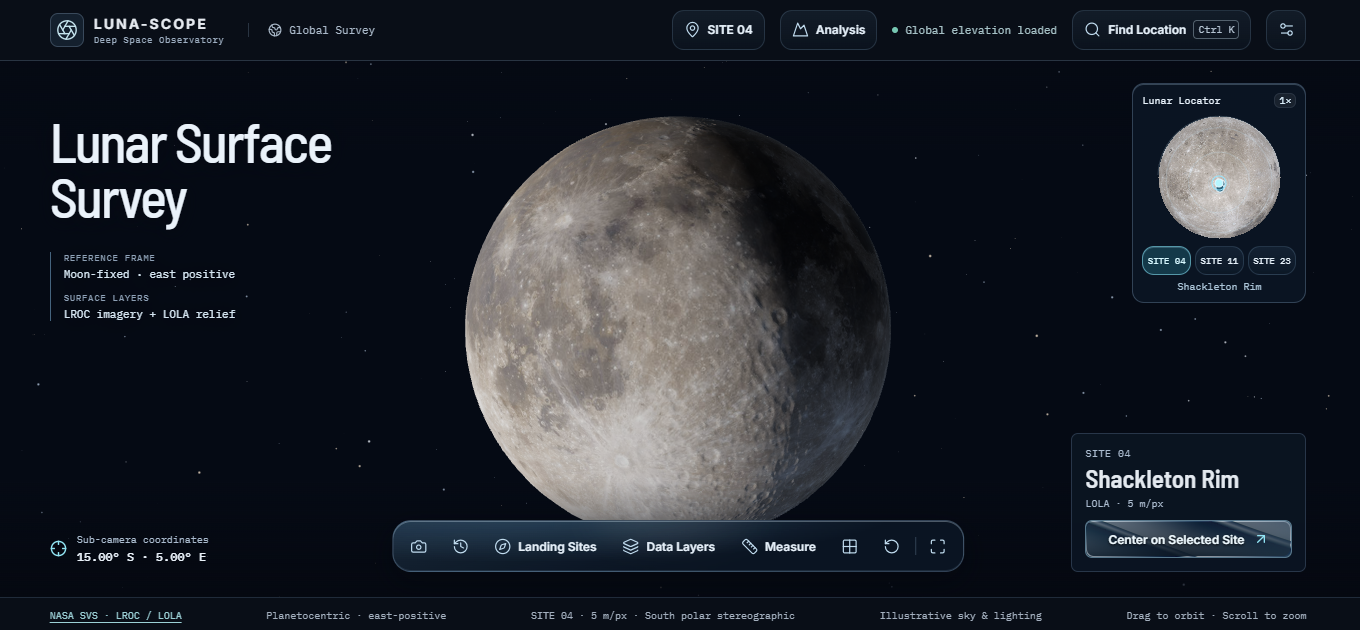 LUNA-SCOPE
Deep Space Observatory
Global Survey
SITE 04
Analysis
Global elevation loaded
Find Location
Ctrl K
Lunar Surface
Survey
REFERENCE FRAME
Moon-fixed · east positive
SURFACE LAYERS
LROC imagery + LOLA relief
Lunar Locator
1×
SITE 04
SITE 11
SITE 23
Shackleton Rim
SITE 04
Shackleton Rim
LOLA · 5 m/px
Center on Selected Site
Sub-camera coordinates
15.00° S · 5.00° E
Landing Sites
Data Layers
Measure
NASA SVS · LROC / LOLA
Planetocentric · east-positive
SITE 04 · 5 m/px · South polar stereographic
Illustrative sky & lighting
Drag to orbit · Scroll to zoom